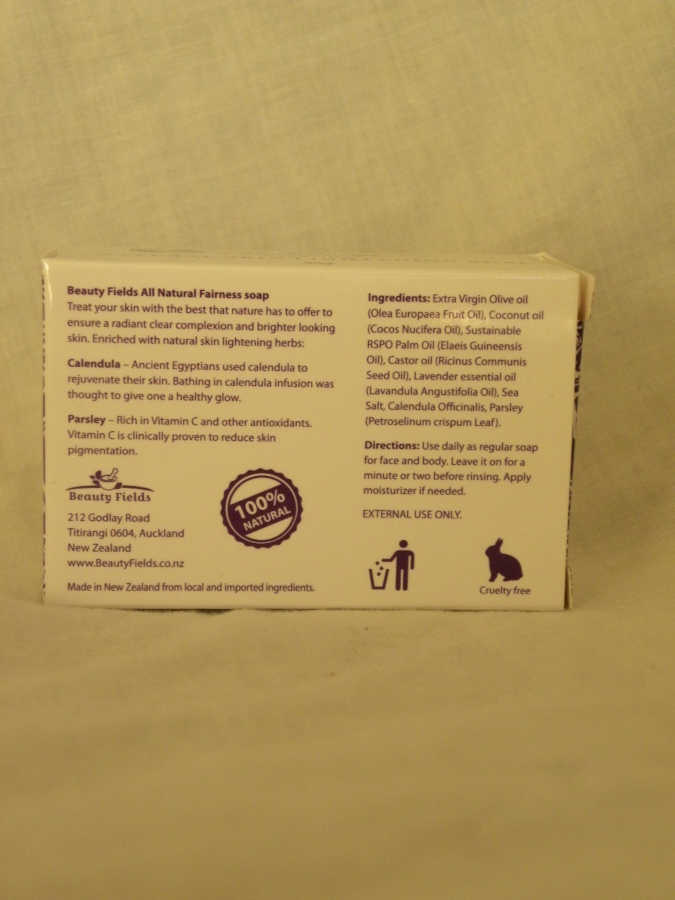 Beauty Fields All Natural Fairness soap
Treat your skin with the best that nature has to offer to
ensure a radiant clear complexion and brighter looking
skin. Enriched with natural skin lightening herbs:
Calendula – Ancient Egyptians used calendula to
rejuvenate their skin. Bathing in calendula infusion was
thought to give one a healthy glow.
Parsley – Rich in Vitamin C and other antioxidants.
Vitamin C is clinically proven to reduce skin
pigmentation.
Beauty Fields
212 Godlay Road
Titirangi 0604, Auckland
New Zealand
www.BeautyFields.co.nz
100%
NATURAL
Made in New Zealand from local and imported ingredients.
Ingredients: Extra Virgin Olive oil
(Olea Europaea Fruit Oil), Coconut oil
(Cocos Nucifera Oil), Sustainable
RSPO Palm Oil (Elaeis Guineensis
Oil), Castor oil (Ricinus Communis
Seed Oil), Lavender essential oil
(Lavandula Angustifolia Oil), Sea
Salt, Calendula Officinalis, Parsley
(Petroselinum crispum Leaf).
Directions: Use daily as regular soap
for face and body. Leave it on for a
minute or two before rinsing. Apply
moisturizer if needed.
EXTERNAL USE ONLY.
Cruelty free